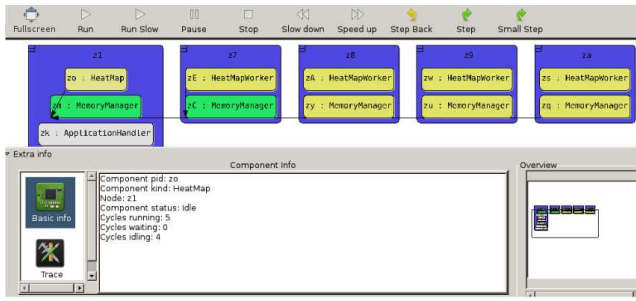 Fullscreen Run Run Slow Pause Stop Slow down Speed up Step Back Step Small Step
z1 z7 z8 z9 za
zo : HeatMap zE : HeatMapWorker zA : HeatMapWorker zw : HeatMapWorker zs : HeatMapWorker
zm : MemoryManager zC : MemoryManager zy : MemoryManager zu : MemoryManager zq : MemoryManager
zk : ApplicationHandler
Extra info
Component Info Overview
Component pid: zo
Component kind: HeatMap
Node: z1
Component status: Idle
Cycles running: 5
Cycles waiting: 0
Cycles idling: 4
Basic info
Trace